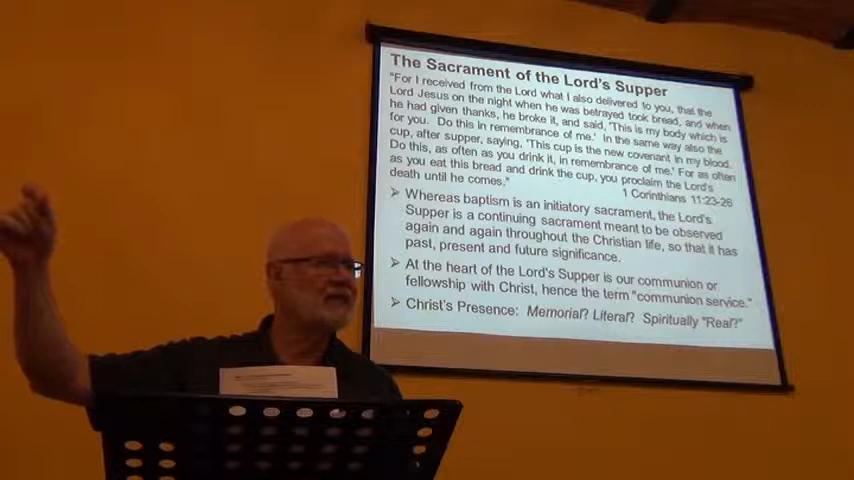 The Sacrament of the Lord's Supper
"For I received from the Lord what I also delivered to you, that the
Lord Jesus on the night when he was betrayed took bread, and when
he had given thanks, he broke it, and said, 'This is my body which is
for you. Do this in remembrance of me.' In the same way also the
cup, after supper, saying, 'This cup is the new covenant in my blood.
Do this, as often as you drink it, in remembrance of me.' For as often
as you eat this bread and drink the cup, you proclaim the Lord's
death until he comes."
1 Corinthians 11:23-26
➢ Whereas baptism is an initiatory sacrament, the Lord's
Supper is a continuing sacrament meant to be observed
again and again throughout the Christian life, so that it has
past, present and future significance.
➢ At the heart of the Lord's Supper is our communion or
fellowship with Christ, hence the term "communion service."
➢ Christ's Presence: Memorial? Literal? Spiritually "Real?"